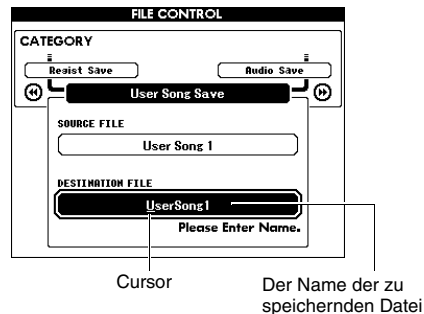 FILE CONTROL
CATEGORY
Regist Save
Audio Save
User Song Save
SOURCE FILE
User Song 1
DESTINATION FILE
UserSong1
Please Enter Name.
Cursor
Der Name der zu
speichernden Datei